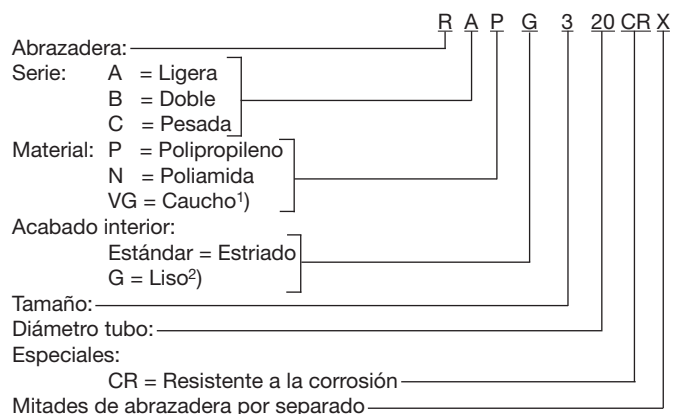 R A P G 3 20 CR X
Abrazadera:
Serie: A = Ligera
B = Doble
C = Pesada
Material: P = Polipropileno
N = Poliamida
VG = Caucho¹)
Acabado interior:
Estándar = Estriado
G = Liso²)
Tamaño:
Diámetro tubo:
Especiales:
CR = Resistente a la corrosión
Mitades de abrazadera por separado